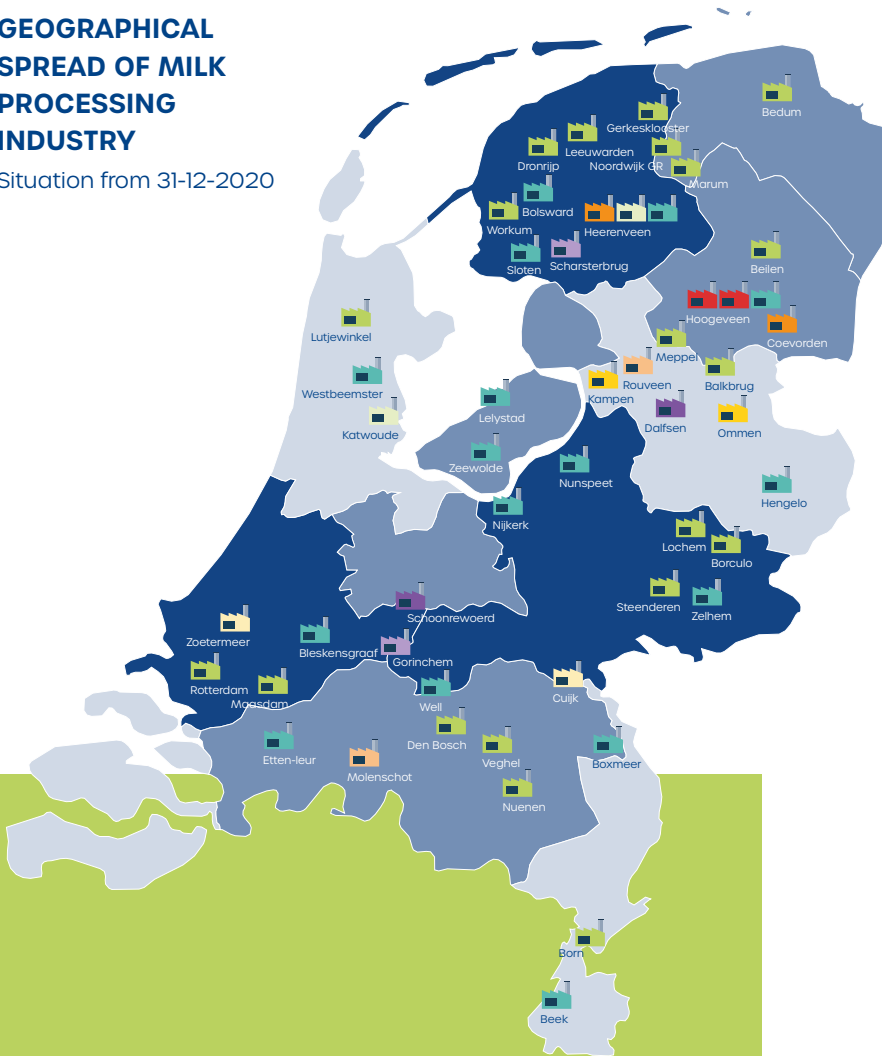 GEOGRAPHICAL
SPREAD OF MILK
PROCESSING
INDUSTRY
Situation from 31-12-2020
Bedum
Gerkesklooster
Leeuwarden
Dronrijp
Noordwijk GR
Marum
Bolsward
Workum
Heerenveen
Sloten
Scharsterbrug
Beilen
Hoogeveen
Lutjewinkel
Coevorden
Meppel
Rouveen
Balkbrug
Westbeemster
Kampen
Lelystad
Dalfsen
Ommen
Katwoude
Zeewolde
Nunspeet
Hengelo
Nijkerk
Lochem
Borculo
Steenderen
Zelhem
Schoonrewoerd
Zoetermeer
Bleskensgraaf
Gorinchem
Rotterdam
Maasdam
Cuijk
Well
Den Bosch
Etten-leur
Veghel
Boxmeer
Molenschot
Nuenen
Born
Beek